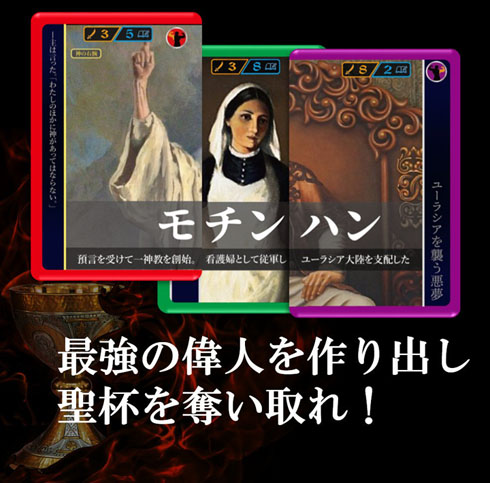 3 5
3 8
8 2
―主は言った。「わたしのほかに神があってはならない。」
神の右腕
ユーラシアを襲う悪夢
モチン ハン
預言を受けて一神教を創始。
看護婦として従軍し
ユーラシア大陸を支配した
最強の偉人を作り出し
聖杯を奪い取れ！